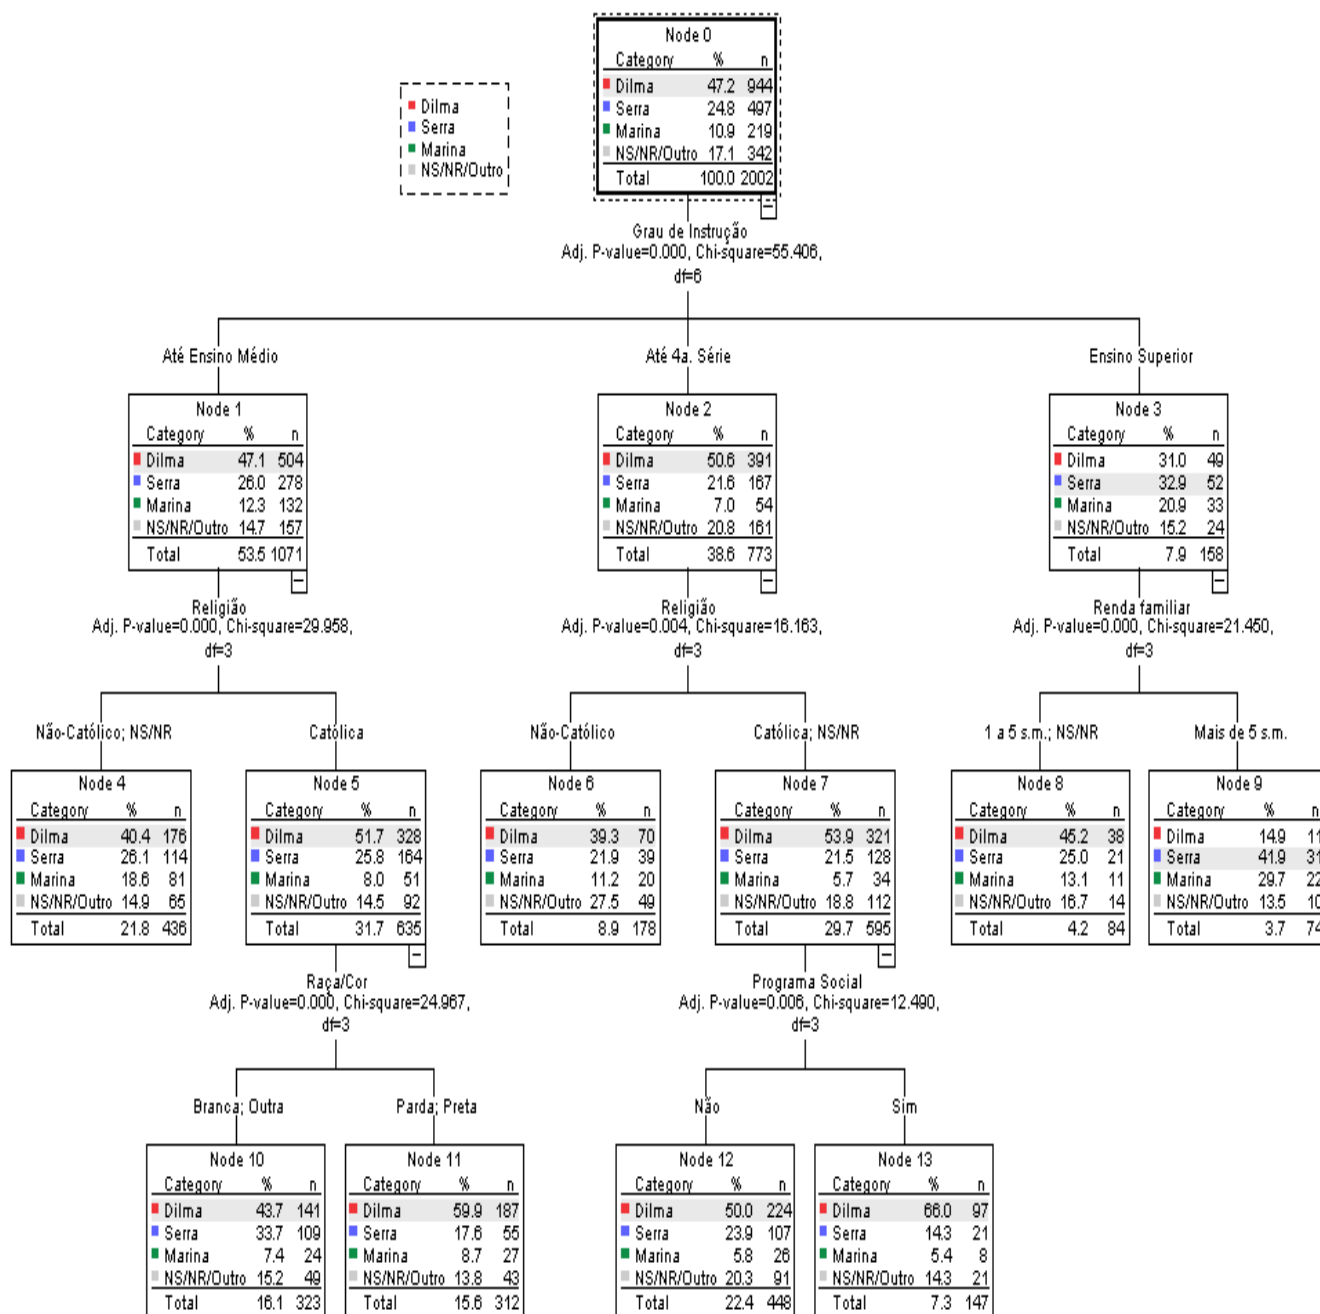 Node 0
Category % n
Dilma 47.2 944
Serra 24.8 497
Marina 10.9 219
NS/NR/Outro 17.1 342
Total 100.0 2002
Dilma
Serra
Marina
NS/NR/Outro
Grau de Instrução
Adj. P-value=0.000, Chi-square=55.406,
df=6
Até Ensino Médio
Até 4a. Série
Ensino Superior
Node 1
Category % n
Dilma 47.1 504
Serra 26.0 278
Marina 12.3 132
NS/NR/Outro 14.7 157
Total 53.5 1071
Node 2
Category % n
Dilma 50.6 391
Serra 21.6 167
Marina 7.0 54
NS/NR/Outro 20.8 161
Total 38.6 773
Node 3
Category % n
Dilma 31.0 49
Serra 32.9 52
Marina 20.9 33
NS/NR/Outro 15.2 24
Total 7.9 158
Religião
Adj. P-value=0.000, Chi-square=29.958,
df=3
Religião
Adj. P-value=0.004, Chi-square=16.163,
df=3
Renda familiar
Adj. P-value=0.000, Chi-square=21.450,
df=3
Não-Católico; NS/NR
Católica
Não-Católico
Católica; NS/NR
1 a 5 s.m.; NS/NR
Mais de 5 s.m.
Node 4
Category % n
Dilma 40.4 176
Serra 26.1 114
Marina 18.6 81
NS/NR/Outro 14.9 65
Total 21.8 436
Node 5
Category % n
Dilma 51.7 328
Serra 25.8 164
Marina 8.0 51
NS/NR/Outro 14.5 92
Total 31.7 635
Node 6
Category % n
Dilma 39.3 70
Serra 21.9 39
Marina 11.2 20
NS/NR/Outro 27.5 49
Total 8.9 178
Node 7
Category % n
Dilma 53.9 321
Serra 21.5 128
Marina 5.7 34
NS/NR/Outro 18.8 112
Total 29.7 595
Node 8
Category % n
Dilma 45.2 38
Serra 25.0 21
Marina 13.1 11
NS/NR/Outro 16.7 14
Total 4.2 84
Node 9
Category % n
Dilma 14.9 11
Serra 41.9 31
Marina 29.7 22
NS/NR/Outro 13.5 10
Total 3.7 74
Raça/Cor
Adj. P-value=0.000, Chi-square=24.967,
df=3
Programa Social
Adj. P-value=0.006, Chi-square=12.490,
df=3
Branca; Outra
Parda; Preta
Não
Sim
Node 10
Category % n
Dilma 43.7 141
Serra 33.7 109
Marina 7.4 24
NS/NR/Outro 15.2 49
Total 16.1 323
Node 11
Category % n
Dilma 59.9 187
Serra 17.6 55
Marina 8.7 27
NS/NR/Outro 13.8 43
Total 15.6 312
Node 12
Category % n
Dilma 50.0 224
Serra 23.9 107
Marina 5.8 26
NS/NR/Outro 20.3 91
Total 22.4 448
Node 13
Category % n
Dilma 66.0 97
Serra 14.3 21
Marina 5.4 8
NS/NR/Outro 14.3 21
Total 7.3 147